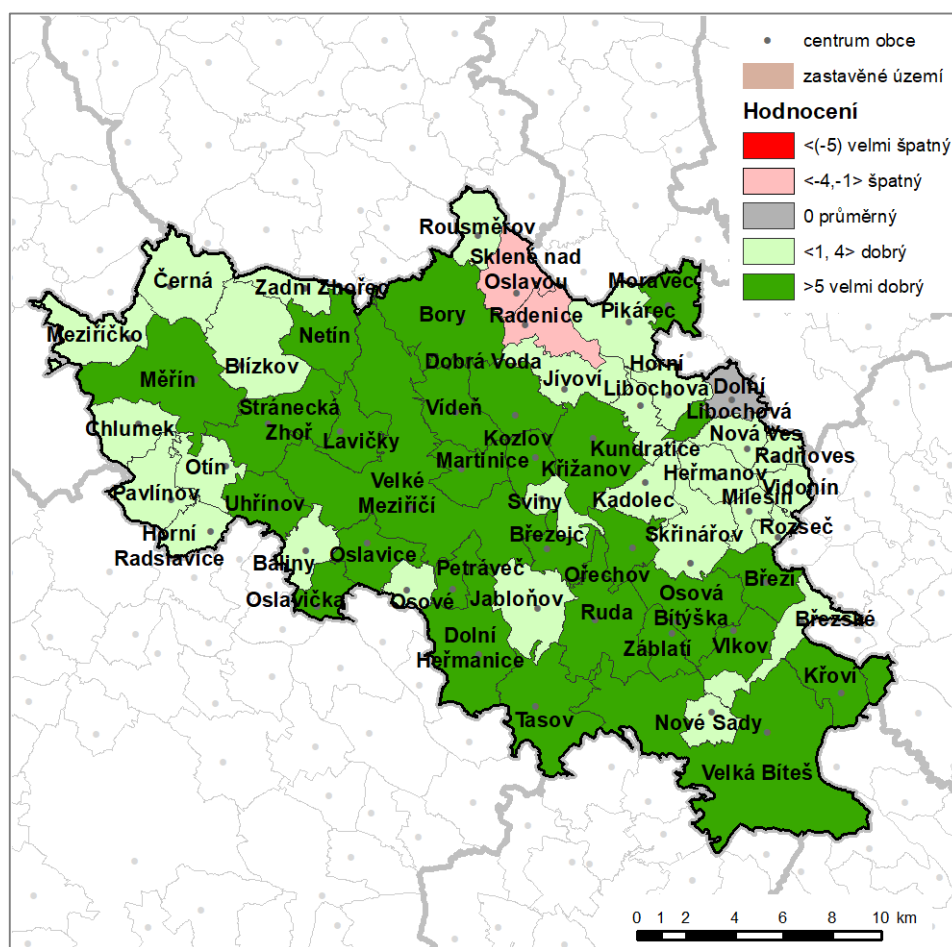 centrum obce
zastavěné území
Hodnocení
<(-5) velmi špatný
<-4,-1> špatný
0 průměrný
<1, 4> dobrý
>5 velmi dobrý
Rousměrov
Sklené nad
Oslavou
Radenice
Moravec
Pikárec
Černá
Zadní Zhořec
Netín
Bory
Meziříčko
Měřín
Blízkov
Dobrá Voda
Jívoví
Horní
Libochová
Dolní
Libochová
Chlumek
Stránecká
Zhoř
Lavičky
Vídeň
Kozlov
Martinice
Křižanov
Kundratice
Nová Ves
Radňoves
Heřmanov
Vidonín
Milešín
Rozseč
Otín
Pavlínov
Uhřínov
Velké
Meziříčí
Sviny
Kadolec
Skřinářov
Horní
Radslavice
Baliny
Oslavice
Březejc
Oslavička
Osové
Petráveč
Jabloňov
Ořechov
Ruda
Osová
Bítýška
Záblatí
Březí
Březské
Vlkov
Dolní
Heřmanice
Tasov
Nové Sady
Křoví
Velká Bíteš
0 1 2 4 6 8 10 km